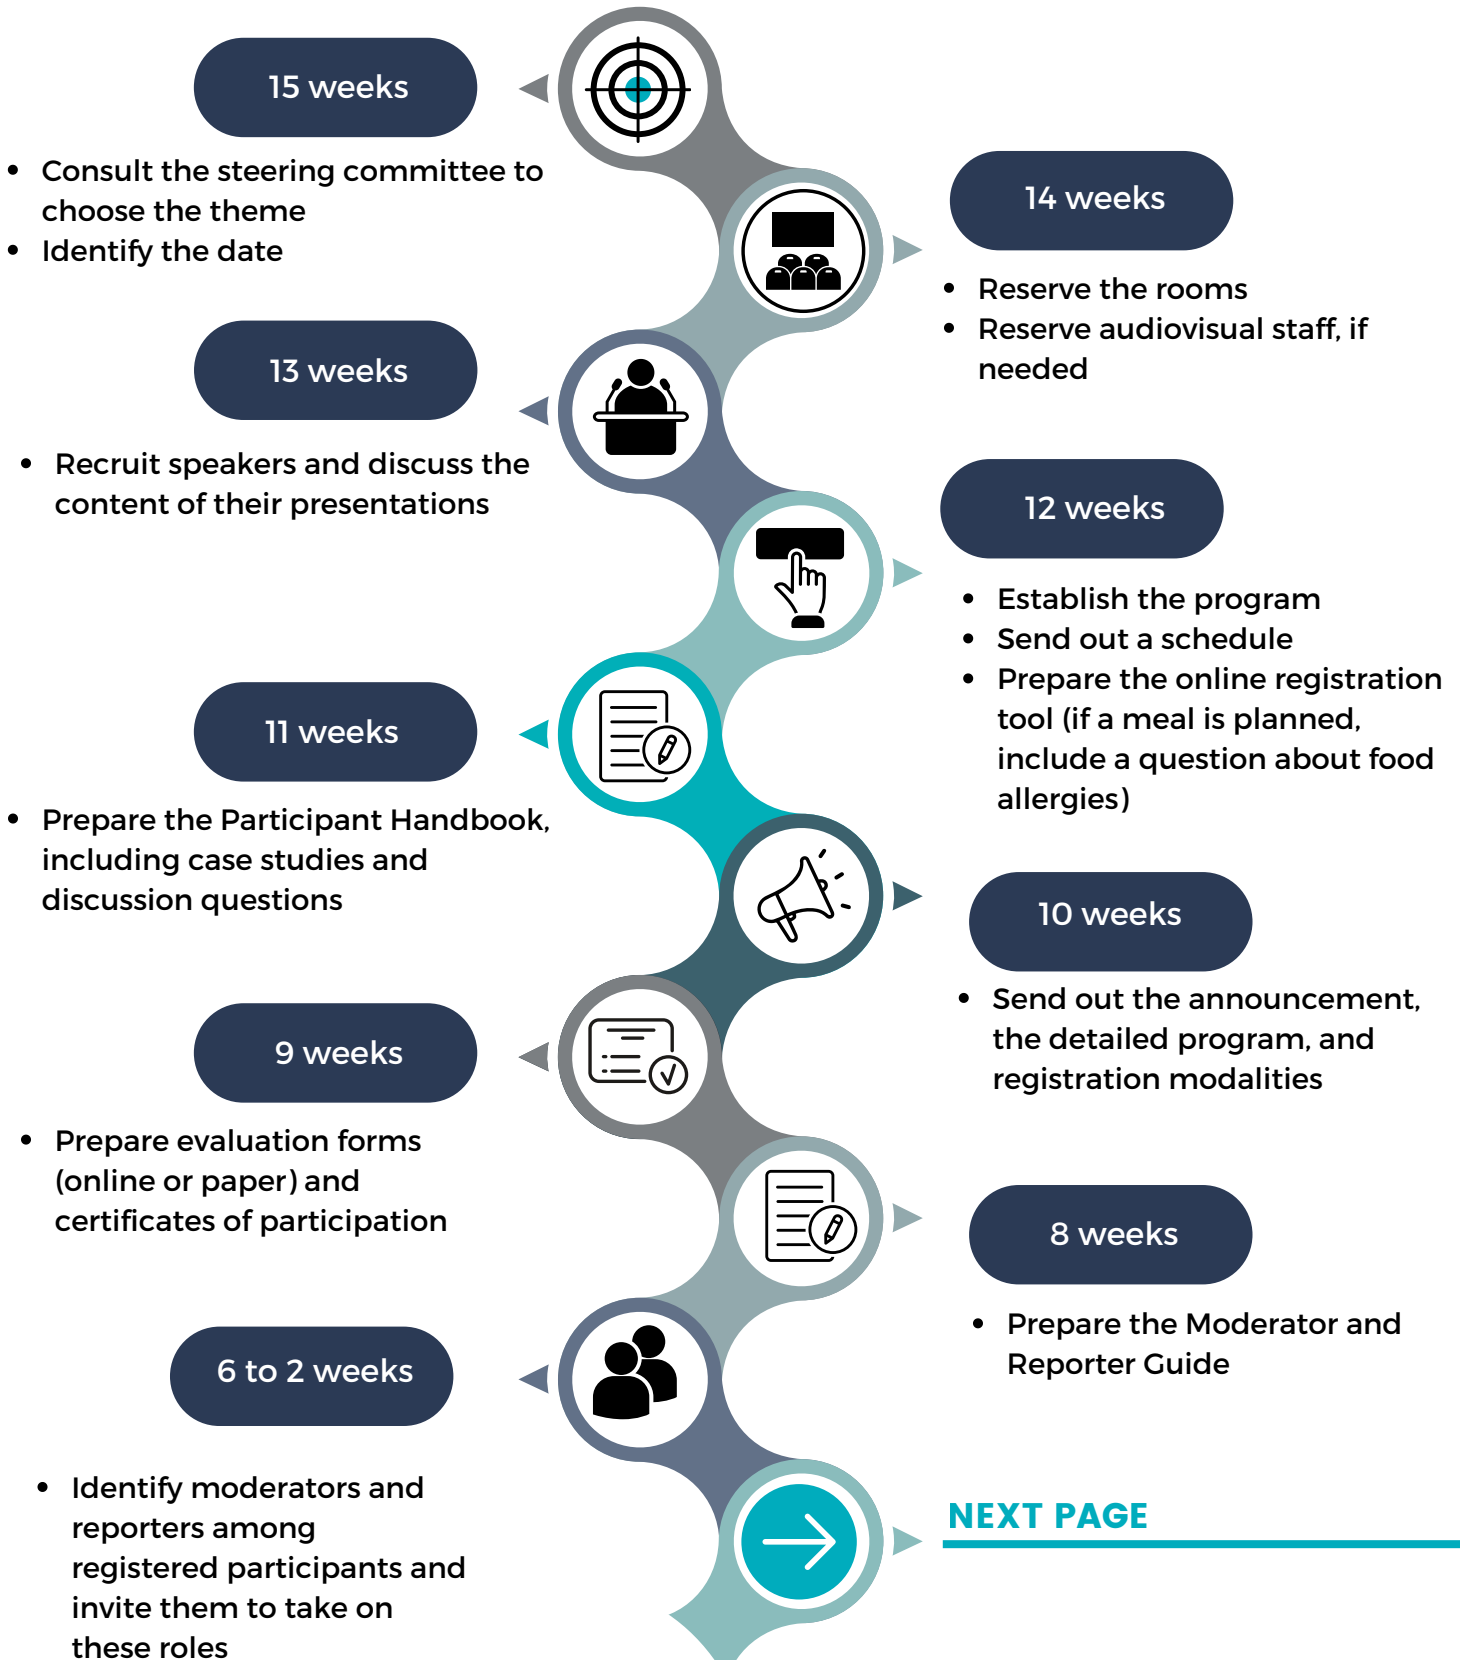 15 weeks
• Consult the steering committee to
choose the theme
• Identify the date
14 weeks
• Reserve the rooms
• Reserve audiovisual staff, if
needed
13 weeks
• Recruit speakers and discuss the
content of their presentations
12 weeks
• Establish the program
• Send out a schedule
• Prepare the online registration
tool (if a meal is planned,
include a question about food
allergies)
11 weeks
• Prepare the Participant Handbook,
including case studies and
discussion questions
10 weeks
• Send out the announcement,
the detailed program, and
registration modalities
9 weeks
• Prepare evaluation forms
(online or paper) and
certificates of participation
8 weeks
• Prepare the Moderator and
Reporter Guide
6 to 2 weeks
• Identify moderators and
reporters among
registered participants and
invite them to take on
these roles
NEXT PAGE